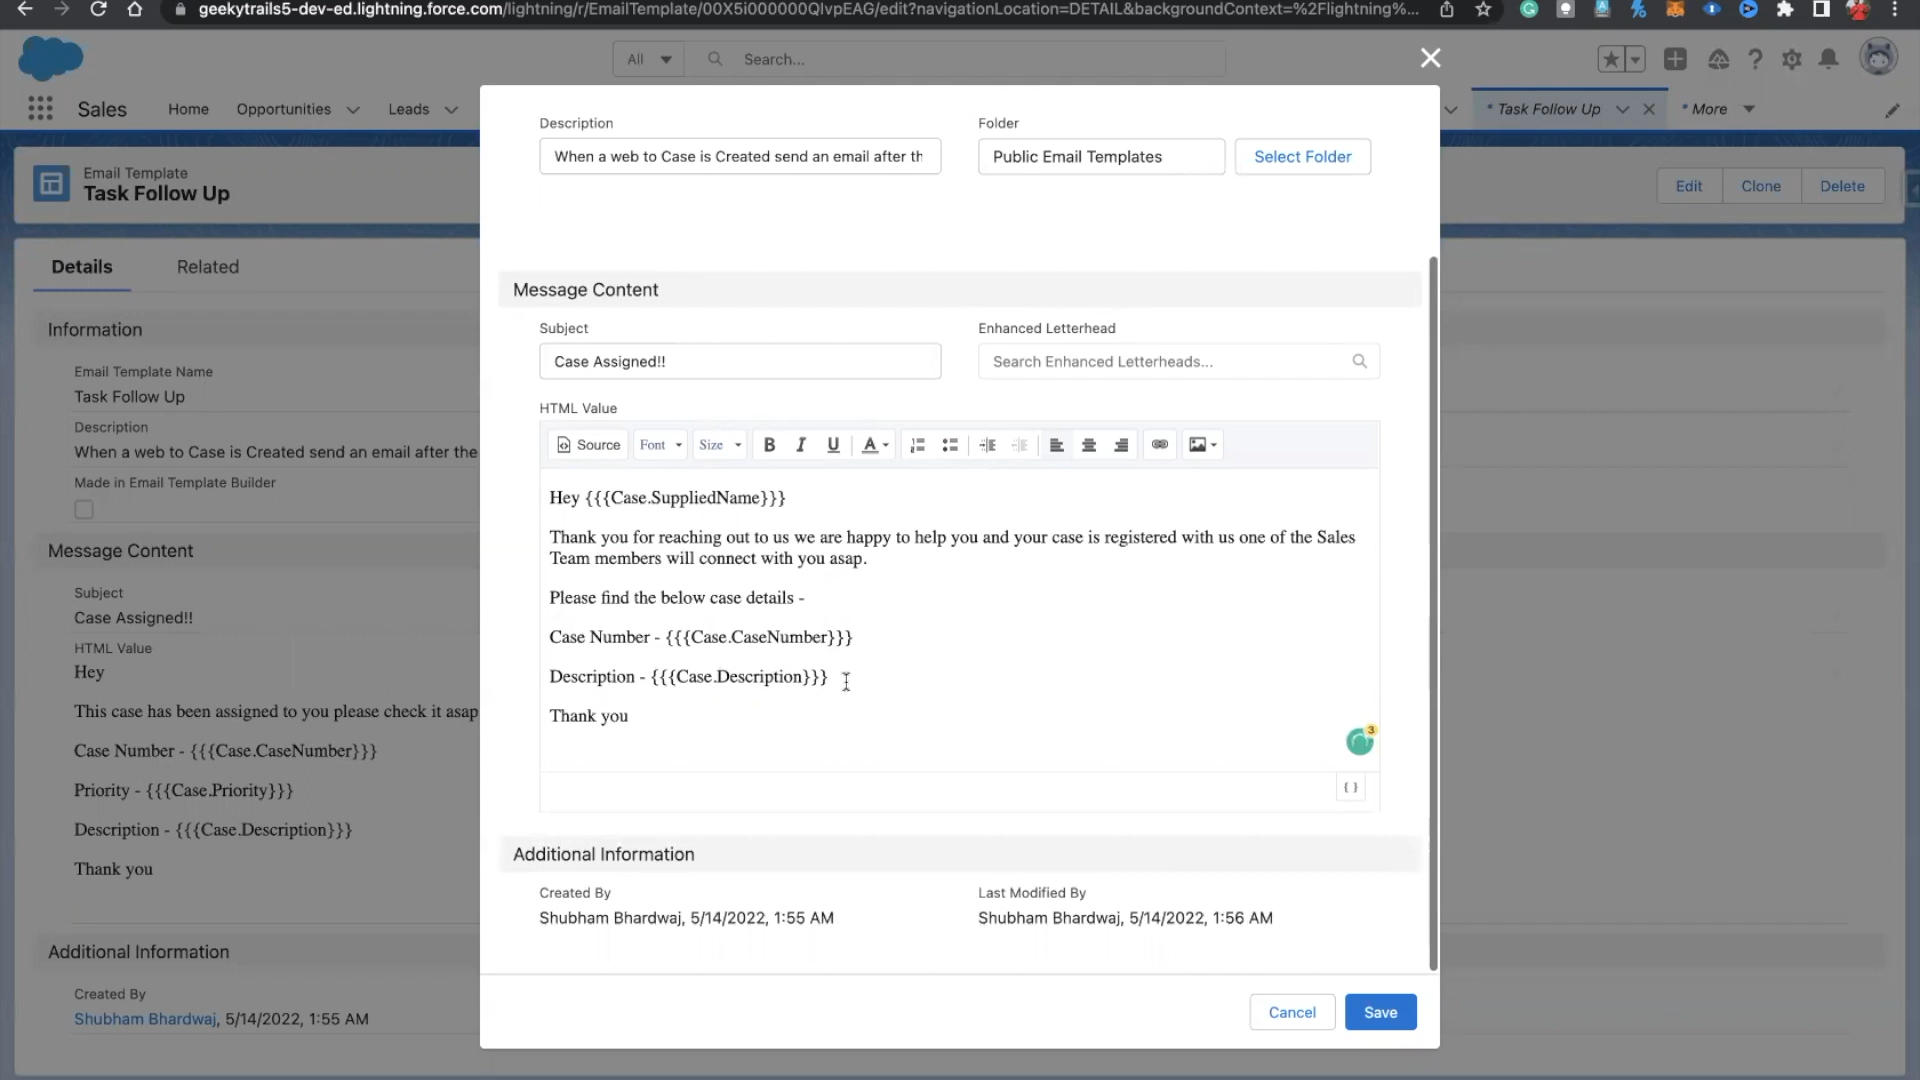 geekytrails5-dev-ed.lightning.force.com/lightning/r/EmailTemplate/00X5i000000QIvpEAG/edit?navigationLocation=DETAIL&backgroundContext=%2Flightning%...
All
Search...
Sales
Home
Opportunities
Leads
* Task Follow Up
* More
Email Template
Task Follow Up
Edit
Clone
Delete
Details
Related
Information
Email Template Name
Task Follow Up
Description
When a web to Case is Created send an email after the
Made in Email Template Builder
Message Content
Subject
Case Assigned!!
HTML Value
Hey
This case has been assigned to you please check it asap
Case Number - {{{Case.CaseNumber}}}
Priority - {{{Case.Priority}}}
Description - {{{Case.Description}}}
Thank you
Additional Information
Created By
Shubham Bhardwaj, 5/14/2022, 1:55 AM
Description
Folder
When a web to Case is Created send an email after th
Public Email Templates
Select Folder
Message Content
Subject
Enhanced Letterhead
Case Assigned!!
Search Enhanced Letterheads...
HTML Value
Source
Font
Size
B I U A
Hey {{{Case.SuppliedName}}}
Thank you for reaching out to us we are happy to help you and your case is registered with us one of the Sales
Team members will connect with you asap.
Please find the below case details -
Case Number - {{{Case.CaseNumber}}}
Description - {{{Case.Description}}}
Thank you
3
{ }
Additional Information
Created By
Last Modified By
Shubham Bhardwaj, 5/14/2022, 1:55 AM
Shubham Bhardwaj, 5/14/2022, 1:56 AM
Cancel
Save